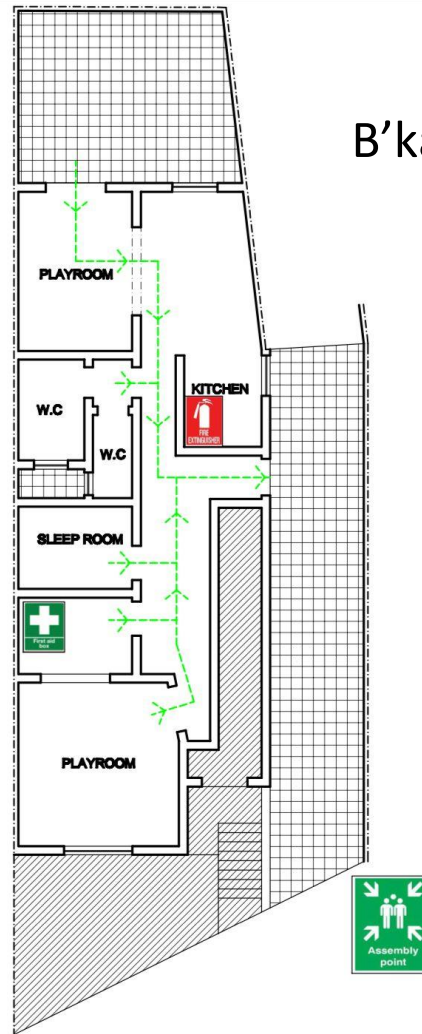 B'ka
PLAYROOM
KITCHEN
FIRE
EXTINGUISHER
W.C
W.C
SLEEP ROOM
First aid
box
PLAYROOM
Assembly
point